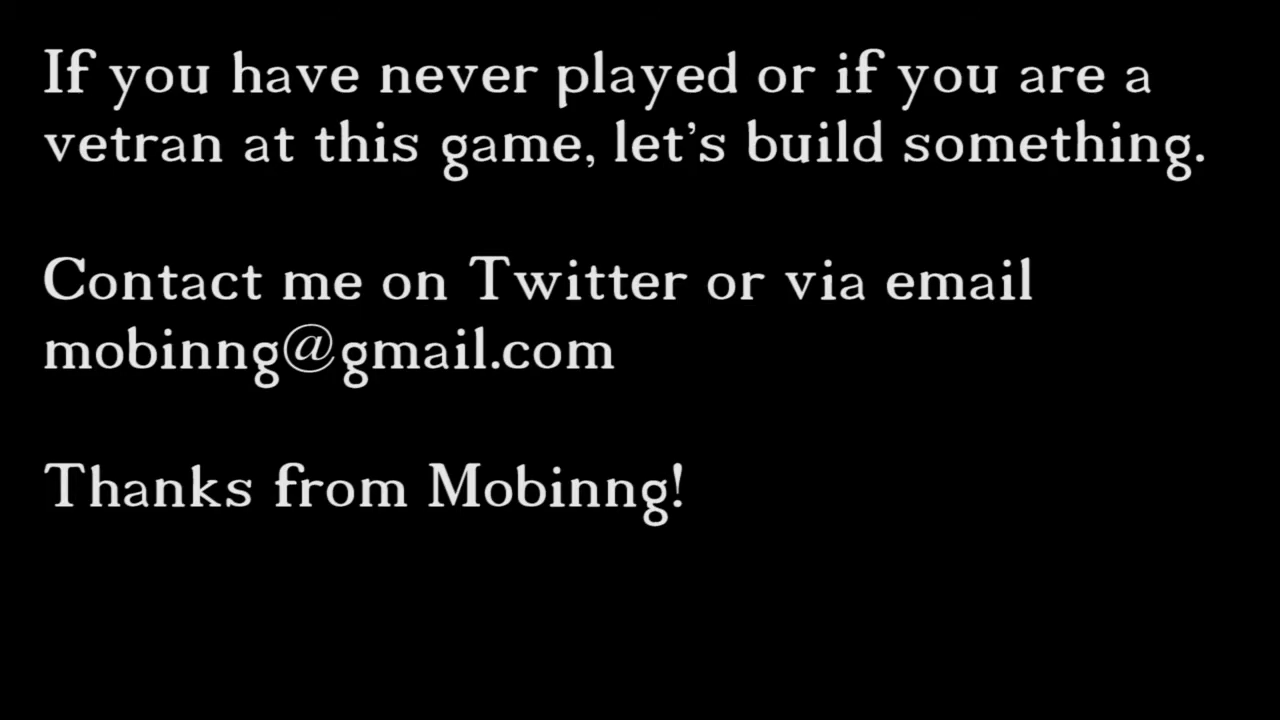 If you have never played or if you are a
vetran at this game, let's build something.
Contact me on Twitter or via email
mobinng@gmail.com
Thanks from Mobinng!